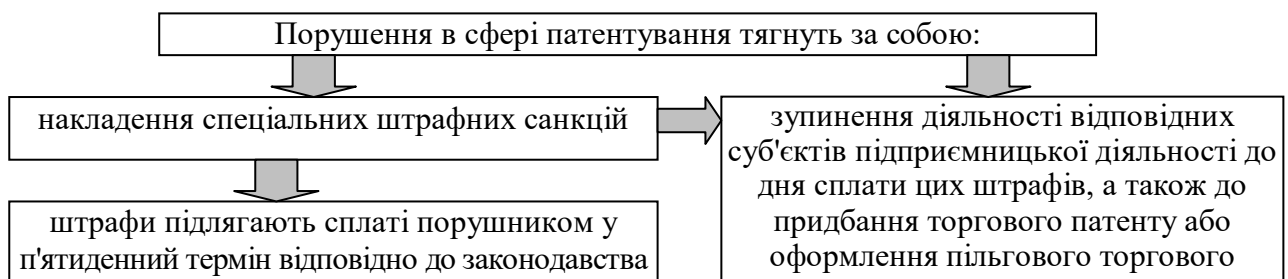 Порушення в сфері патентування тягнуть за собою:
накладення спеціальних штрафних санкцій
штрафи підлягають сплаті порушником у
п'ятиденний термін відповідно до законодавства
зупинення діяльності відповідних
суб'єктів підприємницької діяльності до
дня сплати цих штрафів, а також до
придбання торгового патенту або
оформлення пільгового торгового